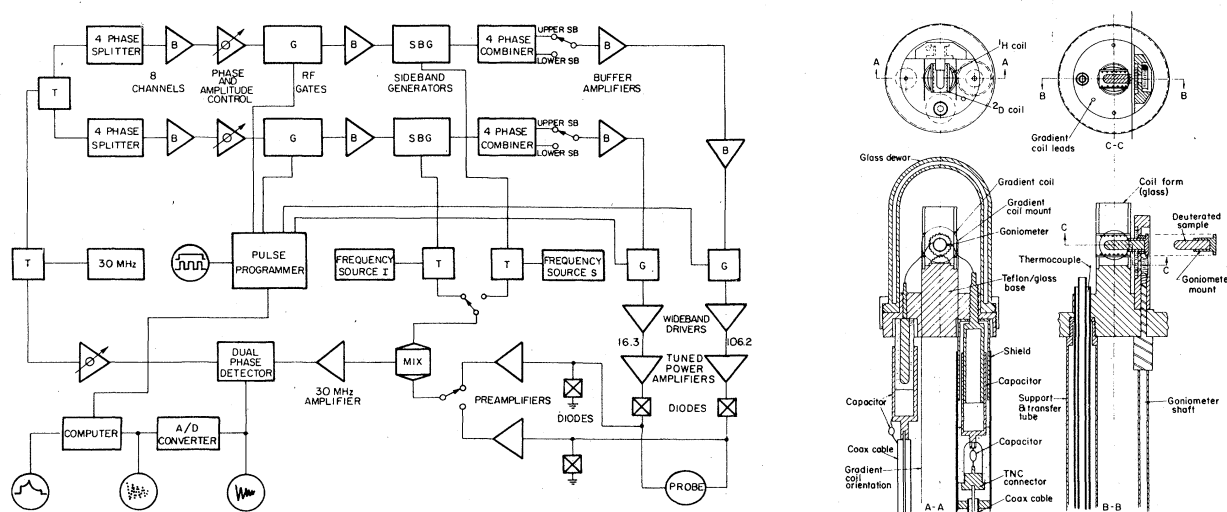 4 PHASE
SPLITTER
B
G
B
SBG
4 PHASE
COMBINER
UPPER SB
LOWER SB
B
8
CHANNELS
PHASE
AND
AMPLITUDE
CONTROL
RF
GATES
SIDEBAND
GENERATORS
BUFFER
AMPLIFIERS
T
4 PHASE
SPLITTER
B
G
B
SBG
4 PHASE
COMBINER
UPPER SB
LOWER SB
B
B
T
30 MHz
PULSE
PROGRAMMER
FREQUENCY
SOURCE I
T
T
FREQUENCY
SOURCE S
G
G
WIDEBAND
DRIVERS
16.3
106.2
TUNED
POWER
AMPLIFIERS
DUAL
PHASE
DETECTOR
30 MHz
AMPLIFIER
MIX
PREAMPLIFIERS
DIODES
DIODES
COMPUTER
A/D
CONVERTER
PROBE
A
A
1H coil
2D coil
B
B
Gradient
coil leads
C-C
Glass dewar
Gradient coil
Gradient
coil mount
Goniometer
Teflon/glass
base
Shield
Capacitor
Capacitor
Capacitor
Coax cable
Gradient
coil
orientation
TNC
connector
Coax cable
A-A
Coil form
(glass)
Deuterated
sample
C
C
Thermocouple
Goniometer
mount
Support
& transfer
tube
Goniometer
shaft
B-B